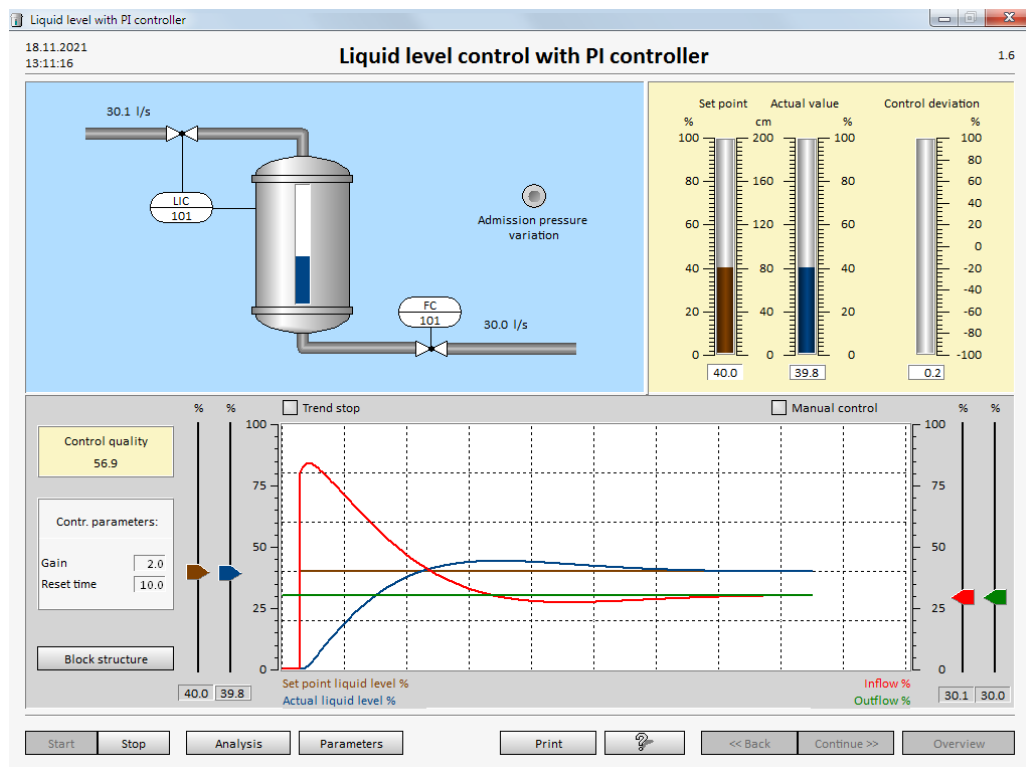 Liquid level with PI controller
18.11.2021
13:11:16
Liquid level control with PI controller
1.6
30.1 l/s
LIC
101
Admission pressure
variation
FC
101
30.0 l/s
Set point Actual value Control deviation
% cm % %
100 200 100 100
80
80 160 80 60
40
60 120 60 20
0
40 80 40 -20
-40
20 40 20 -60
-80
0 0 0 -100
40.0 39.8 0.2
% % Trend stop Manual control % %
100 100
Control quality
56.9
75 75
Contr. parameters:
50 50
Gain 2.0
Reset time 10.0
25 25
Block structure
0 0
Set point liquid level % Inflow %
40.0 39.8 Actual liquid level % Outflow % 30.1 30.0
Start Stop Analysis Parameters Print ? << Back Continue >> Overview